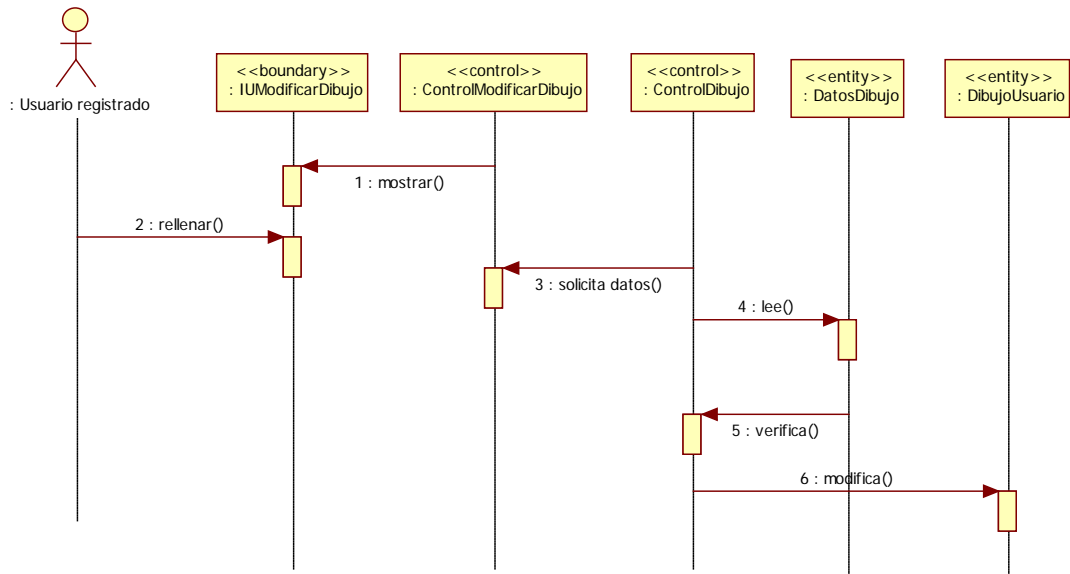 : Usuario registrado
<<boundary>>
: IUModificarDibujo
<<control>>
: ControlModificarDibujo
<<control>>
: ControlDibujo
<<entity>>
: DatosDibujo
<<entity>>
: DibujoUsuario
1 : mostrar()
2 : rellenar()
3 : solicita datos()
4 : lee()
5 : verifica()
6 : modifica()